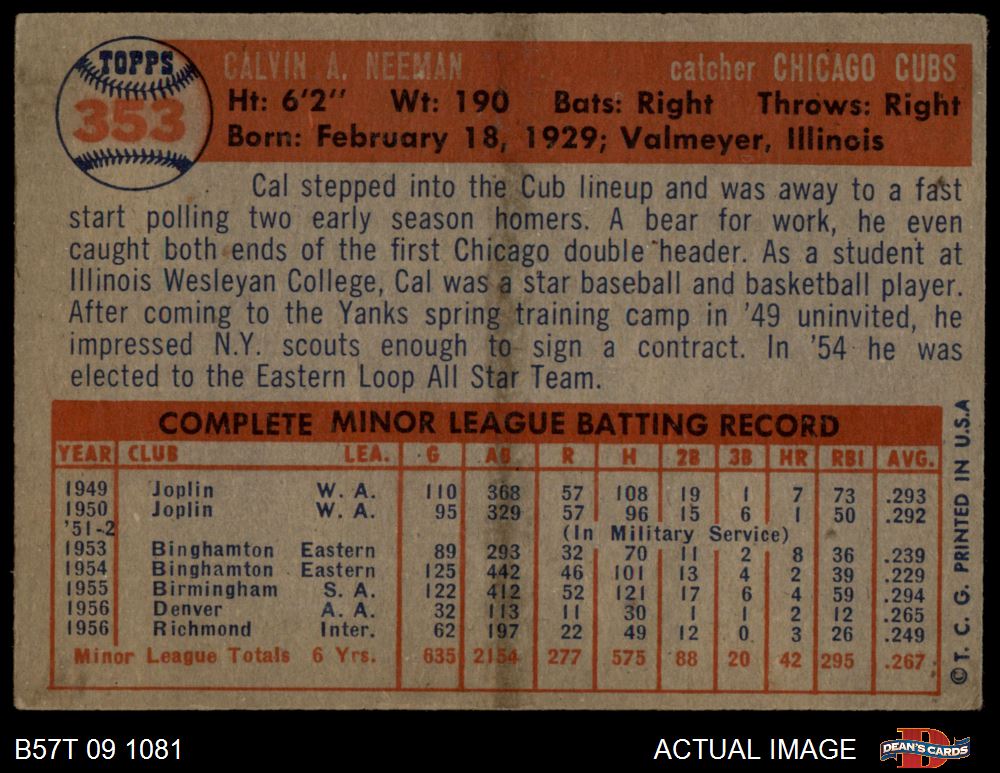 TOPPS
353
CALVIN A. NEEMAN catcher CHICAGO CUBS
Ht: 6'2" Wt: 190 Bats: Right Throws: Right
Born: February 18, 1929; Valmeyer, Illinois
Cal stepped into the Cub lineup and was away to a fast
start polling two early season homers. A bear for work, he even
caught both ends of the first Chicago double header. As a student at
Illinois Wesleyan College, Cal was a star baseball and basketball player.
After coming to the Yanks spring training camp in '49 uninvited, he
impressed N.Y. scouts enough to sign a contract. In '54 he was
elected to the Eastern Loop All Star Team.
COMPLETE MINOR LEAGUE BATTING RECORD
YEAR CLUB LEA. G AB R H 2B 3B HR RBI AVG.
1949 Joplin W. A. 110 368 57 108 19 1 7 73 .293
1950 Joplin W. A. 95 329 57 96 15 6 1 50 .292
'51-2 (In Military Service)
1953 Binghamton Eastern 89 293 32 70 11 2 8 36 .239
1954 Binghamton Eastern 125 442 46 101 13 4 2 39 .229
1955 Birmingham S. A. 122 412 52 121 17 6 4 59 .294
1956 Denver A. A. 32 113 11 30 1 1 2 12 .265
1956 Richmond Inter. 62 197 22 49 12 0 3 26 .249
Minor League Totals 6 Yrs. 635 2154 277 575 88 20 42 295 .267
©T. C. G. PRINTED IN U.S.A
B57T 09 1081
ACTUAL IMAGE
DEAN'S CARDS